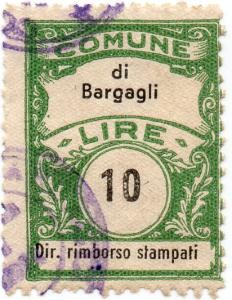 COMUNE
di
Bargagli
LIRE
10
Dir. rimborso stampati